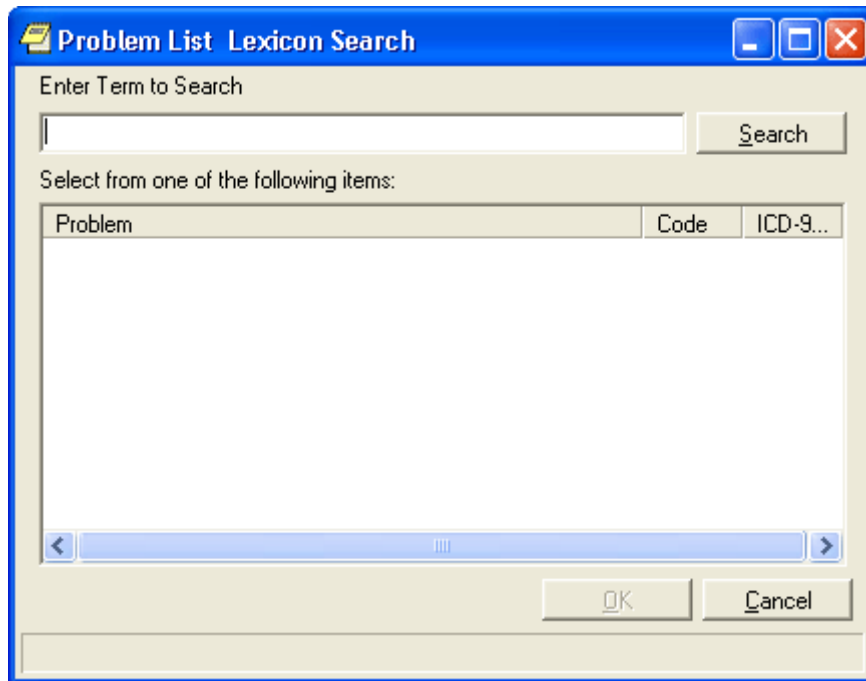 Problem List  Lexicon Search
Enter Term to Search
Search
Select from one of the following items:
Problem Code ICD-9...
OK Cancel